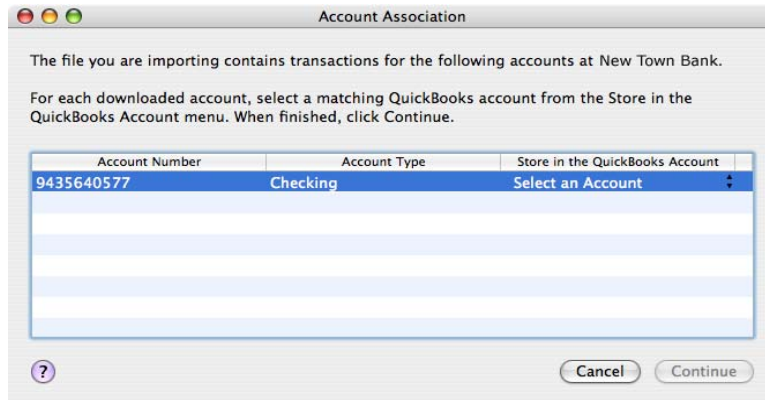 Account Association
The file you are importing contains transactions for the following accounts at New Town Bank.
For each downloaded account, select a matching QuickBooks account from the Store in the
QuickBooks Account menu. When finished, click Continue.
Account Number Account Type Store in the QuickBooks Account
9435640577 Checking Select an Account
? Cancel Continue